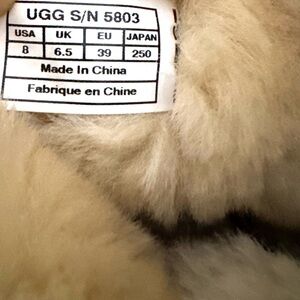 UGG S/N 5803
USA UK EU JAPAN
8 6.5 39 250
Made In China
Fabrique en Chine